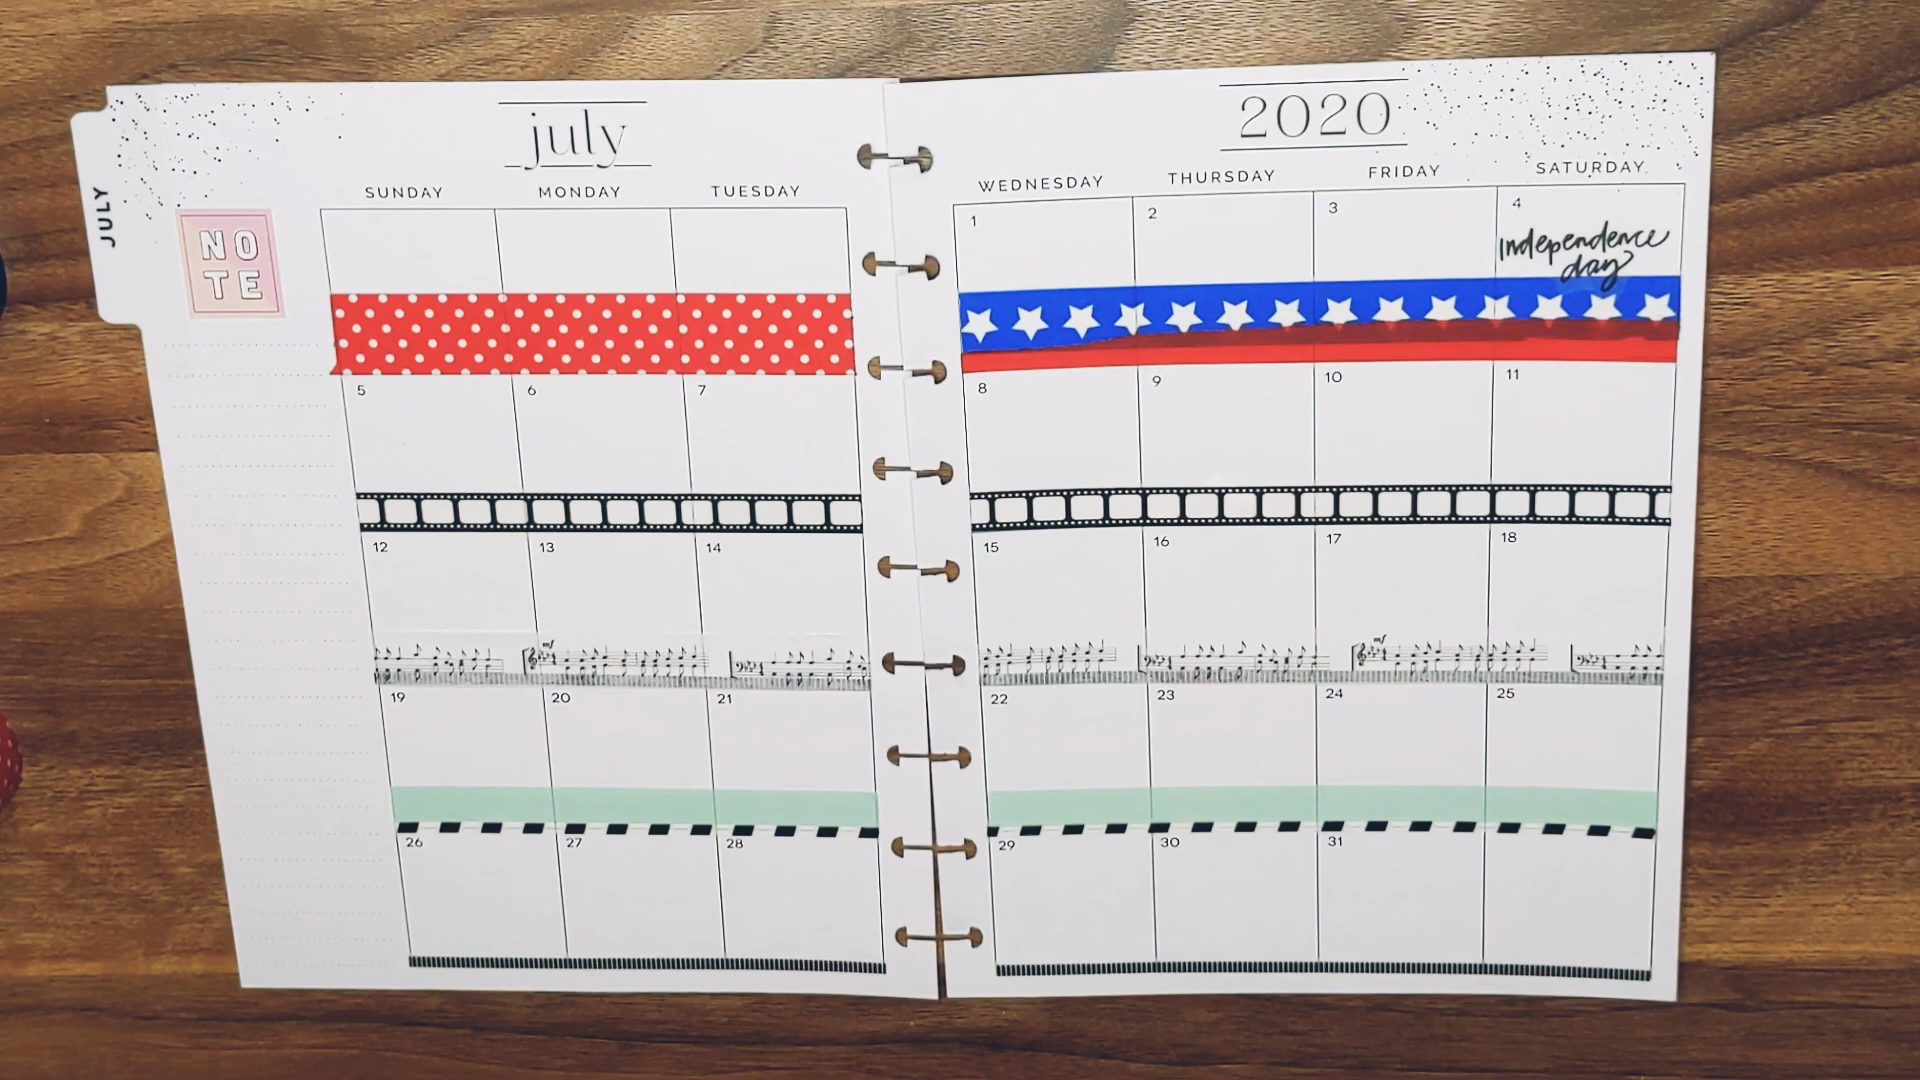 july
2020
JULY
SUNDAY MONDAY TUESDAY WEDNESDAY THURSDAY FRIDAY SATURDAY
NO
TE
1 2 3 4
Independence
day
5 6 7 8 9 10 11
12 13 14 15 16 17 18
mf mf
19 20 21 22 23 24 25
26 27 28 29 30 31